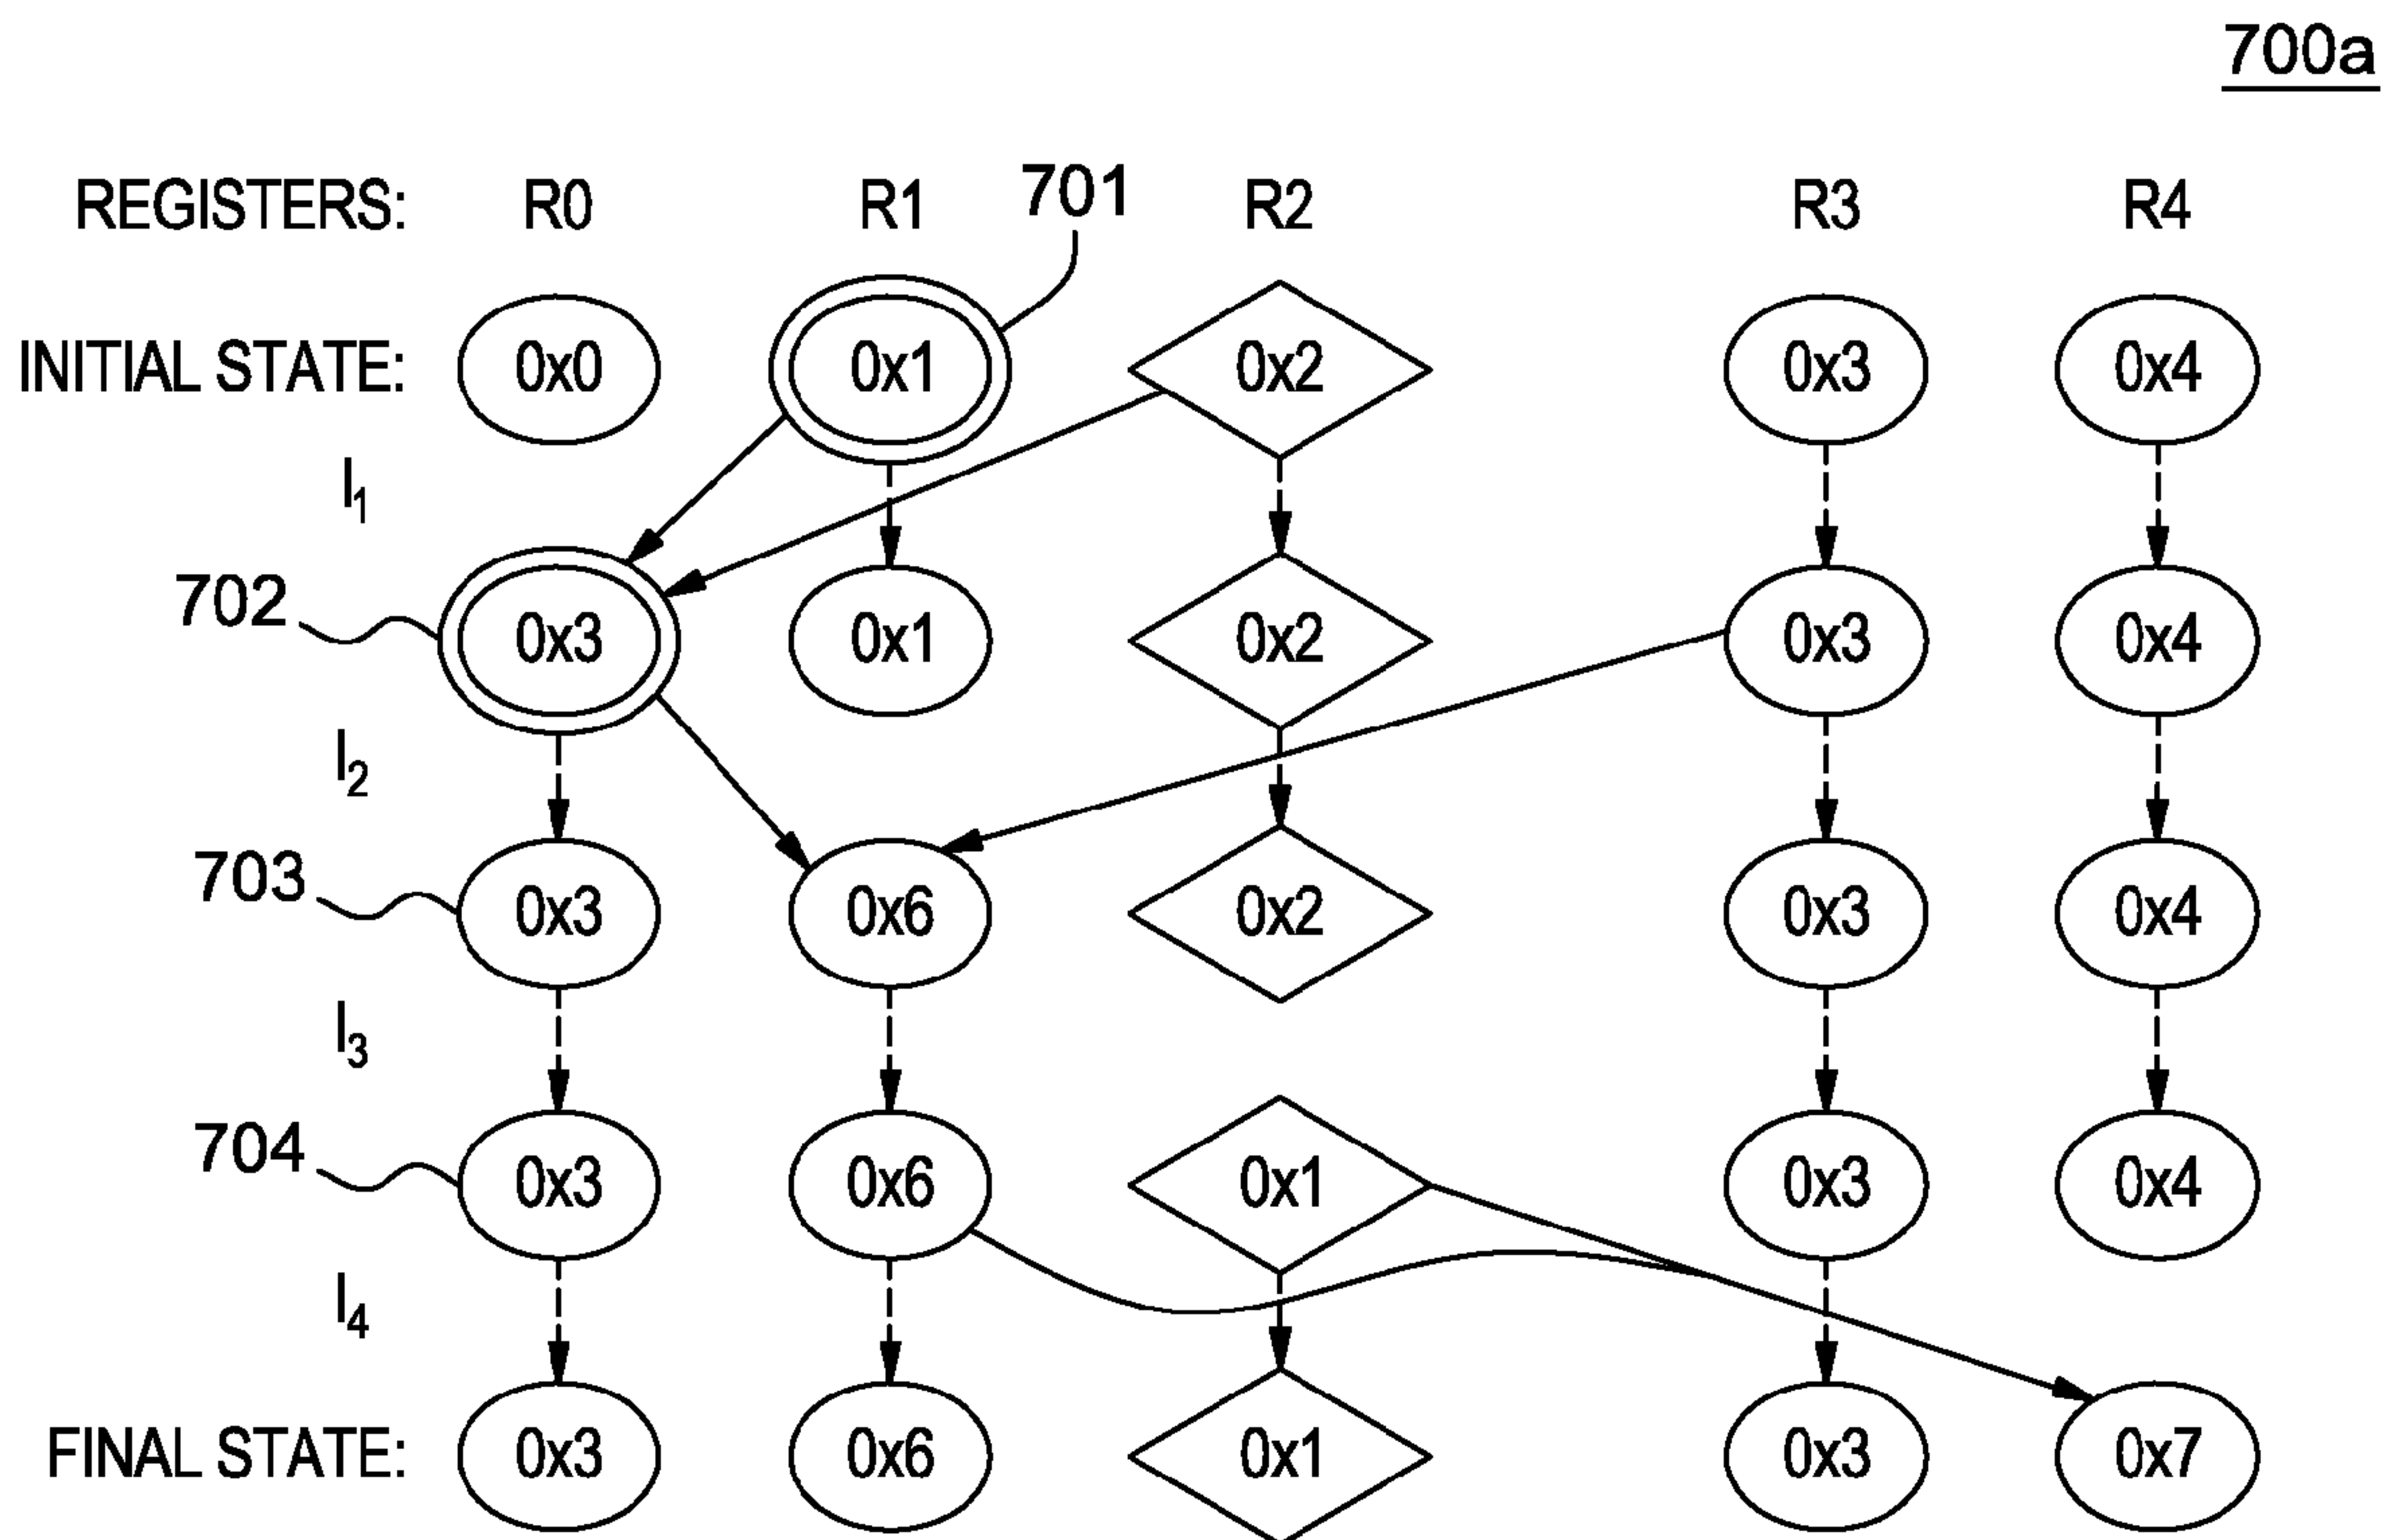 700a
REGISTERS: R0 R1 701 R2 R3 R4
INITIAL STATE: 0x0 0x1 0x2 0x3 0x4
I1
702 0x3 0x1 0x2 0x3 0x4
I2
703 0x3 0x6 0x2 0x3 0x4
I3
704 0x3 0x6 0x1 0x3 0x4
I4
FINAL STATE: 0x3 0x6 0x1 0x3 0x7